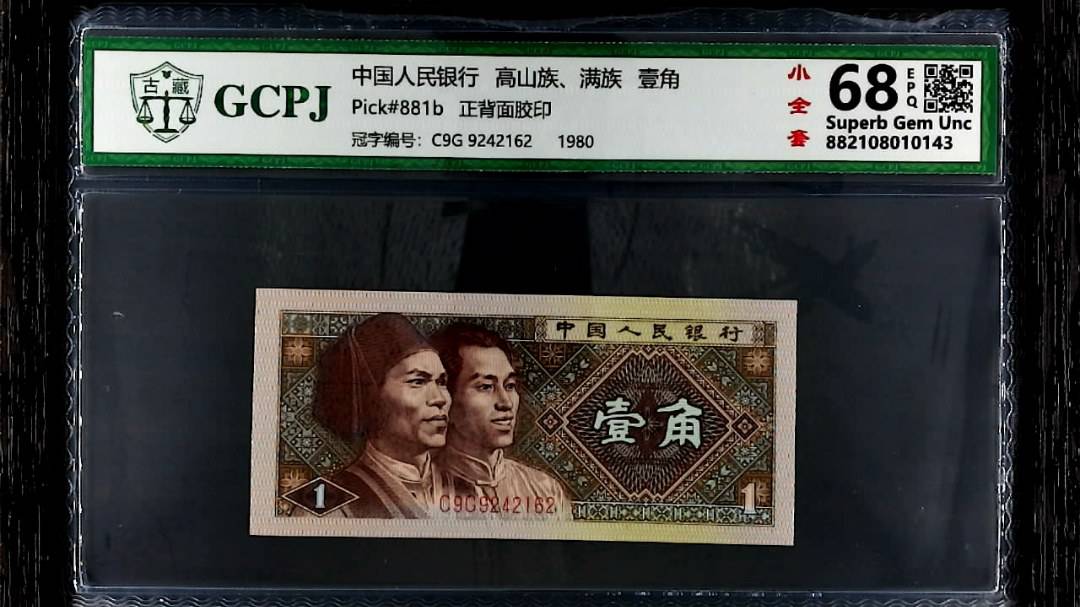 古藏
GCPJ
中国人民银行 高山族、满族 壹角
Pick#881b 正背面胶印
冠字编号: C9G 9242162 1980
小全套
68
EPQ
Superb Gem Unc
882108010143
中国人民银行
壹角
1
C9G9242162
1